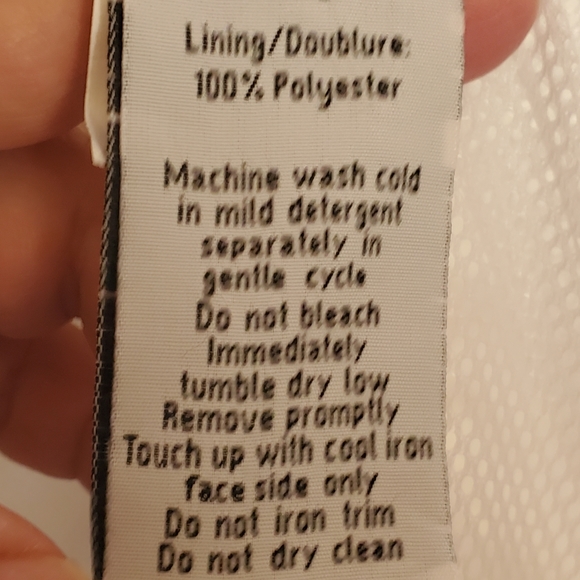 Lining/Doublure:
100% Polyester
Machine wash cold
in mild detergent
separately in
gentle cycle
Do not bleach
Immediately
tumble dry low
Remove promptly
Touch up with cool iron
face side only
Do not iron trim
Do not dry clean